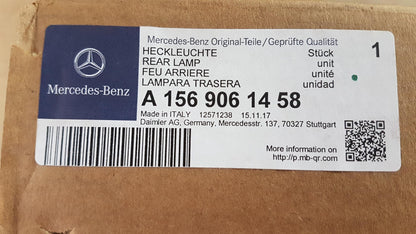 Mercedes-Benz Original-Teile/Geprüfte Qualität
HECKLEUCHTE Stück 1
REAR LAMP unit
FEU ARRIERE unité
LAMPARA TRASERA unidad
Mercedes-Benz
A 156 906 14 58
Made in ITALY 12571238 15.11.17
Daimler AG, Germany, Mercedesstr. 137, 70327 Stuttgart
More information on:
http://p.mb-qr.com